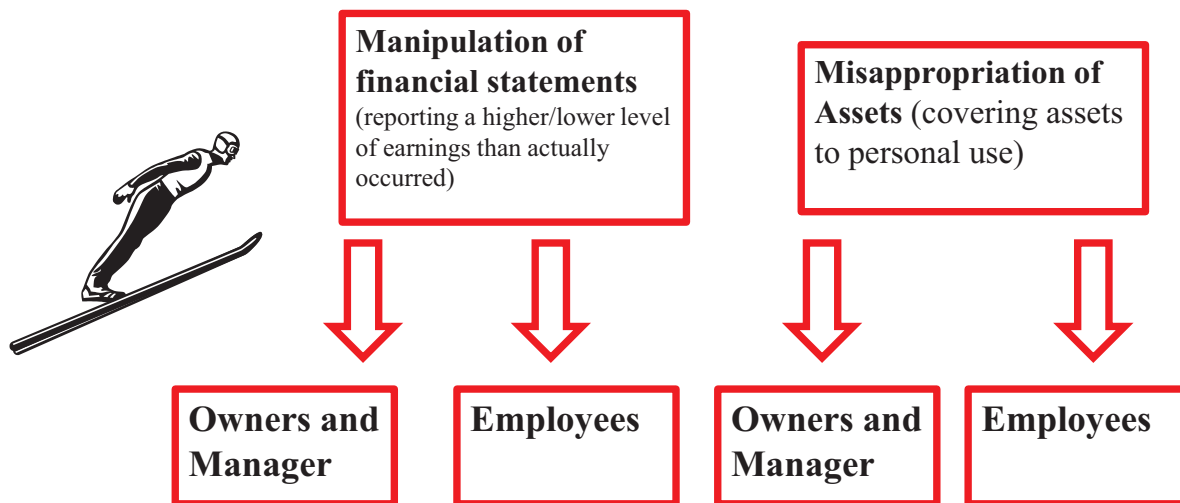 Manipulation of
financial statements
(reporting a higher/lower level
of earnings than actually
occurred)
Misappropriation of
Assets (covering assets
to personal use)
Owners and
Manager
Employees
Owners and
Manager
Employees